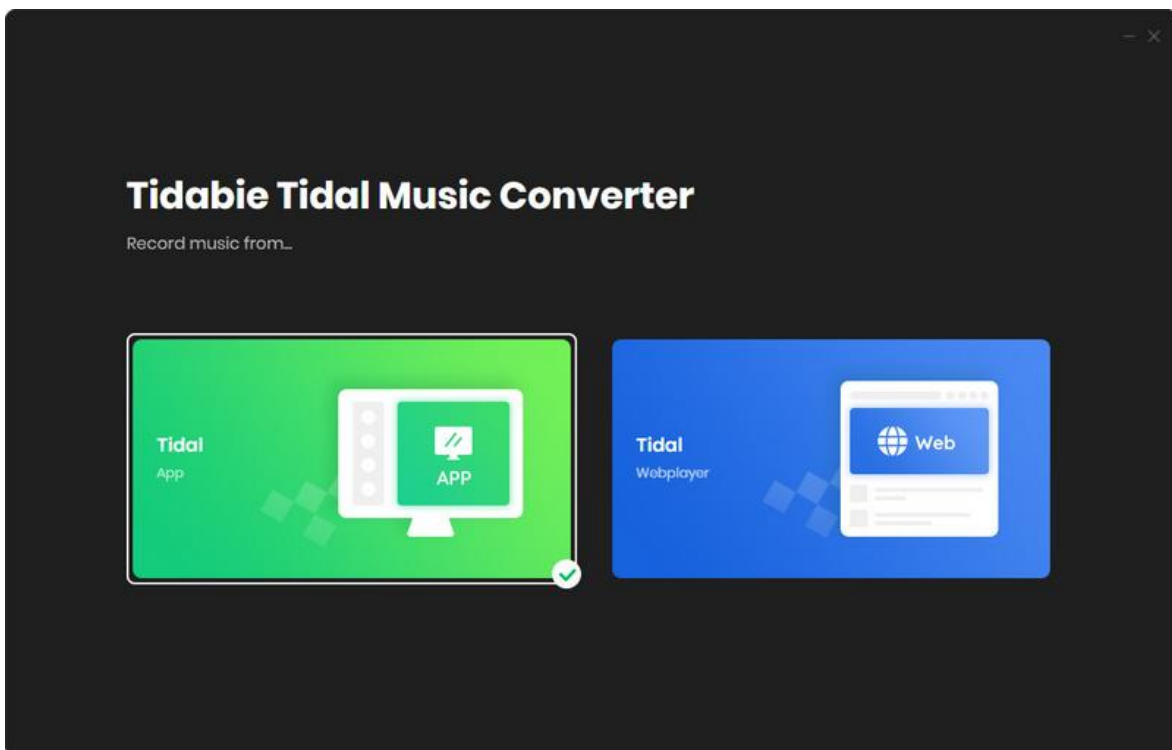 Tidabie Tidal Music Converter
Record music from...
Tidal
App
APP
Tidal
Webplayer
Web